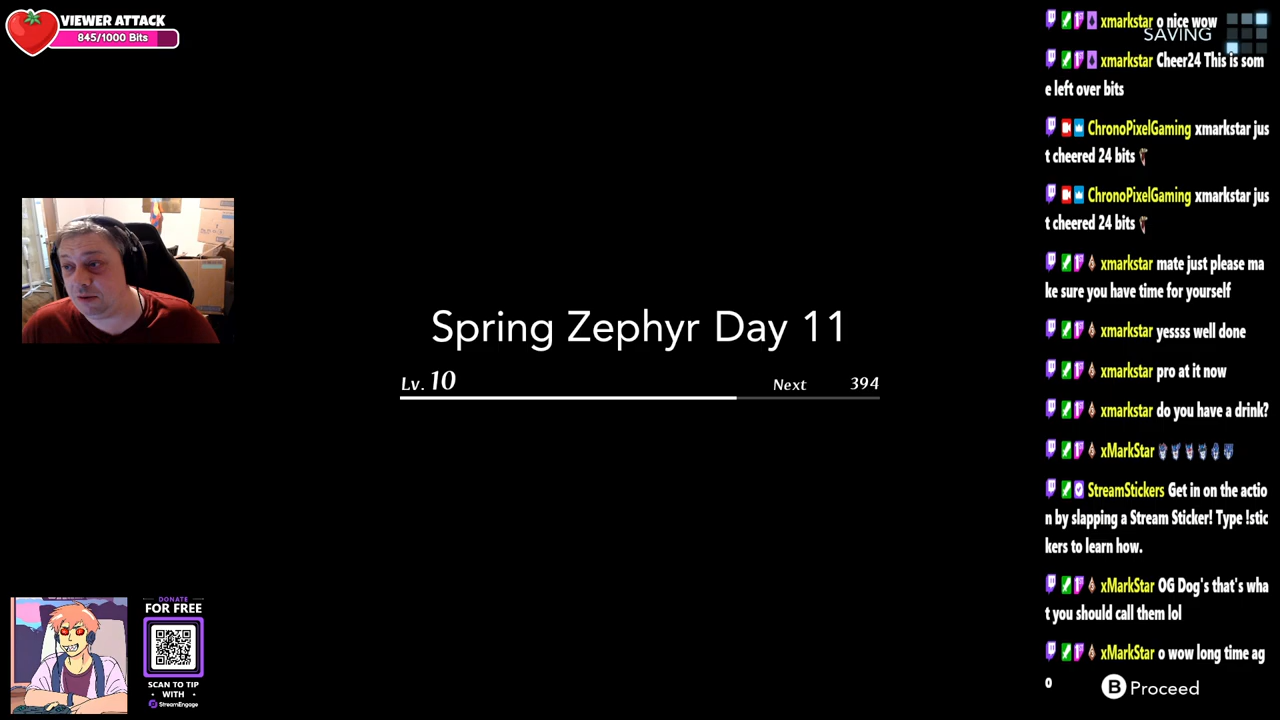 VIEWER ATTACK
845/1000 Bits
Spring Zephyr Day 11
Lv. 10
Next 394
DONATE
FOR FREE
SCAN TO TIP
• WITH •
StreamEngage
xmarkstar o nice wow
SAVING
xmarkstar Cheer24 This is som
e left over bits
ChronoPixelGaming xmarkstar jus
t cheered 24 bits
ChronoPixelGaming xmarkstar jus
t cheered 24 bits
xmarkstar mate just please ma
ke sure you have time for yourself
xmarkstar yessss well done
xmarkstar pro at it now
xmarkstar do you have a drink?
xMarkStar
StreamStickers Get in on the actio
n by slapping a Stream Sticker! Type !stic
kers to learn how.
xMarkStar OG Dog's that's wha
t you should call them lol
xMarkStar o wow long time ag
o
B Proceed